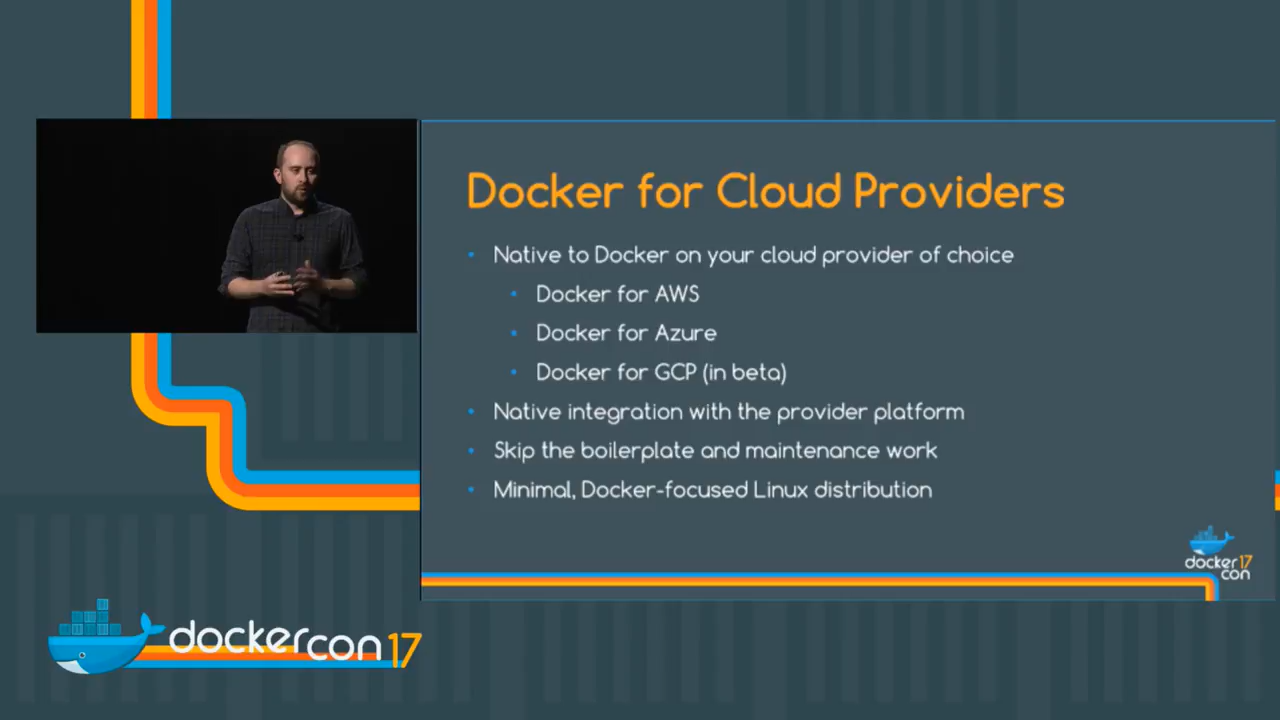 Docker for Cloud Providers
Native to Docker on your cloud provider of choice
Docker for AWS
Docker for Azure
Docker for GCP (in beta)
Native integration with the provider platform
Skip the boilerplate and maintenance work
Minimal, Docker-focused Linux distribution
docker 17
con
dockercon 17